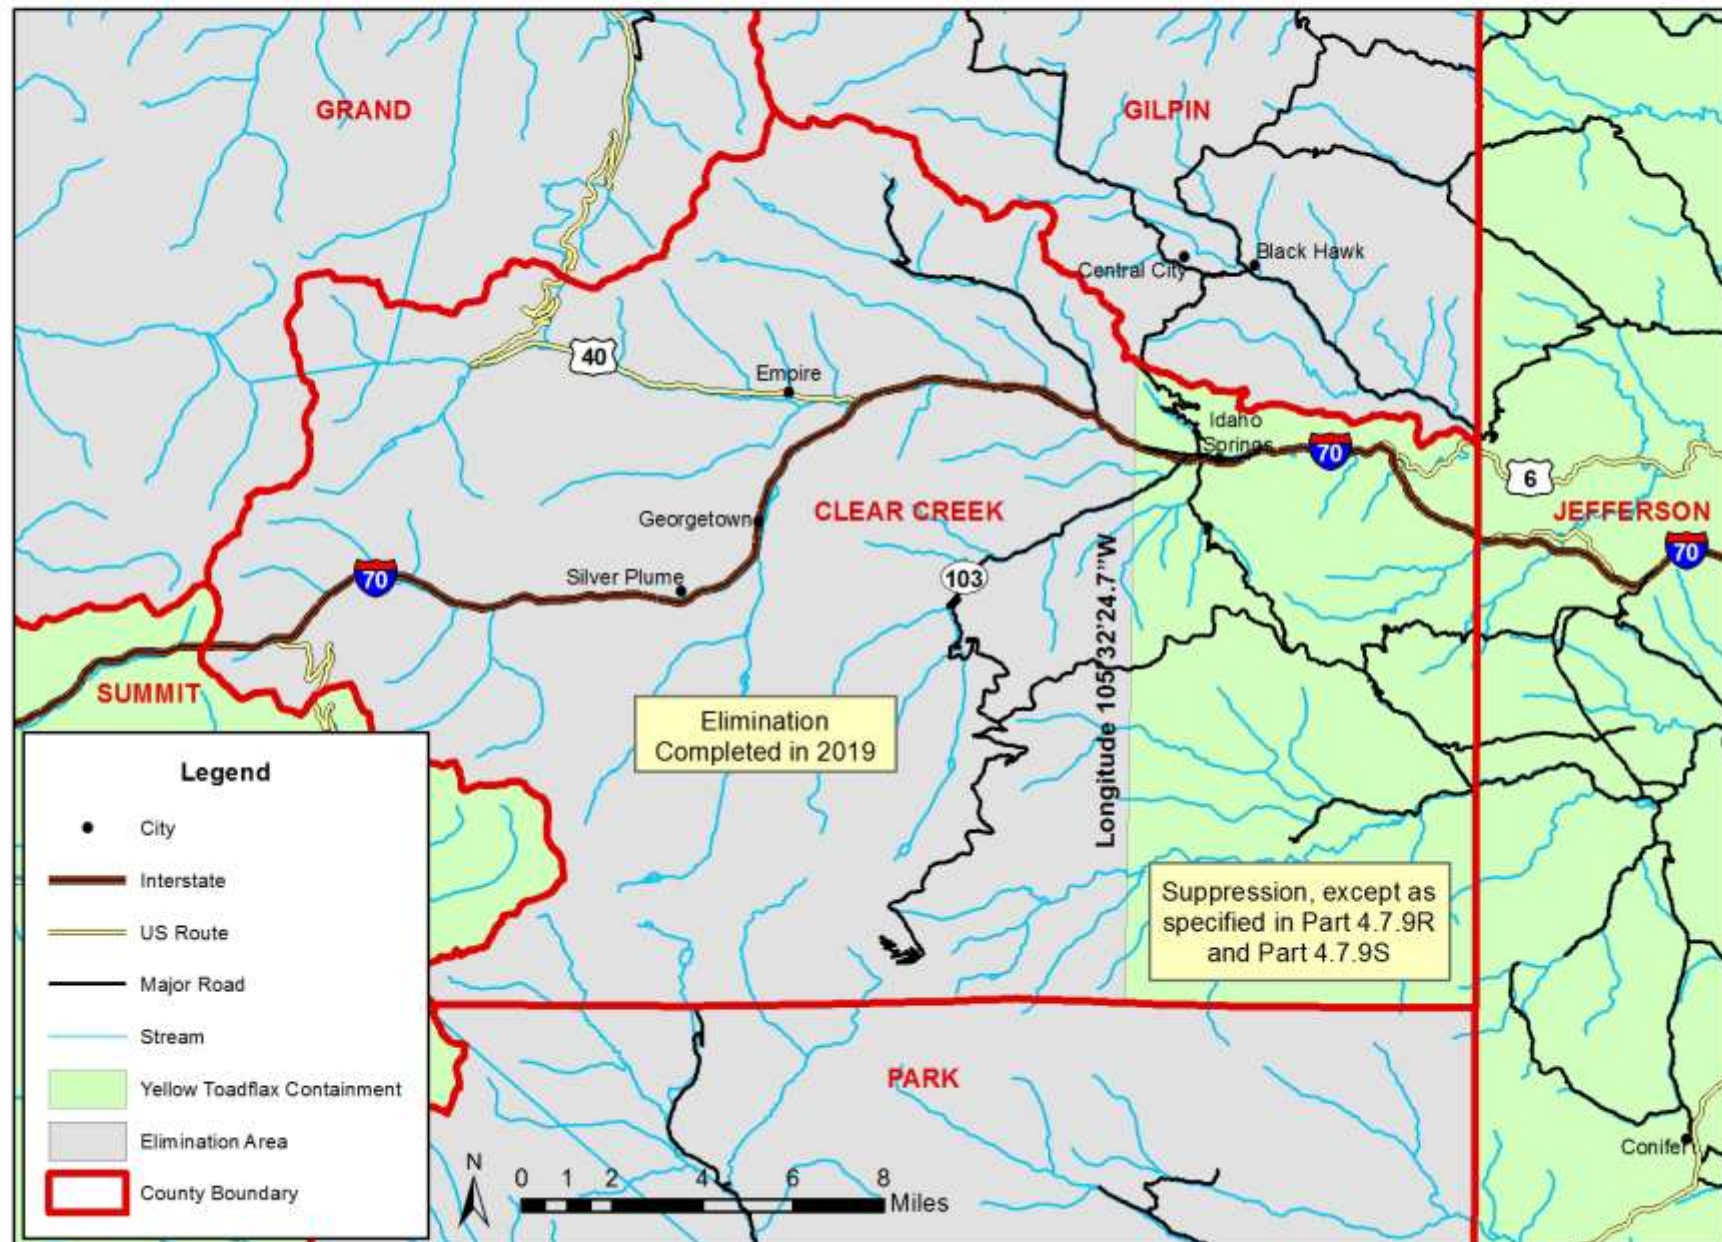 GRAND
GILPIN
Central City
Black Hawk
40
Empire
Idaho
Springs
70
6
Georgetown
CLEAR CREEK
JEFFERSON
70
Silver Plume
70
103
Longitude 105°32'24.7"W
SUMMIT
Elimination
Completed in 2019
Legend
City
Interstate
US Route
Major Road
Stream
Yellow Toadflax Containment
Elimination Area
County Boundary
Suppression, except as
specified in Part 4.7.9R
and Part 4.7.9S
PARK
Conifer
N
0 1 2 4 6 8
Miles